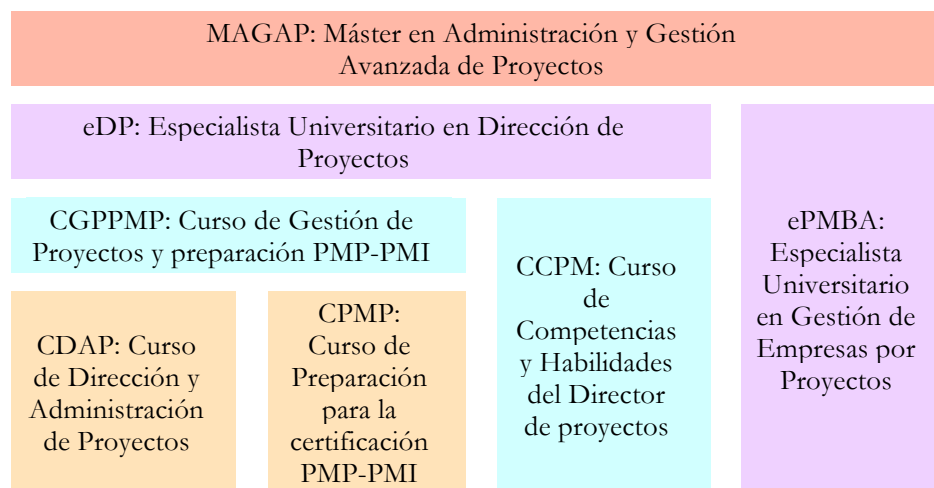 MAGAP: Máster en Administración y Gestión
Avanzada de Proyectos
eDP: Especialista Universitario en Dirección de
Proyectos
CGPPMP: Curso de Gestión de
Proyectos y preparación PMP-PMI
CDAP: Curso
de Dirección y
Administración
de Proyectos
CPMP:
Curso de
Preparación
para la
certificación
PMP-PMI
CCPM: Curso
de
Competencias
y Habilidades
del Director
de proyectos
ePMBA:
Especialista
Universitario
en Gestión de
Empresas por
Proyectos